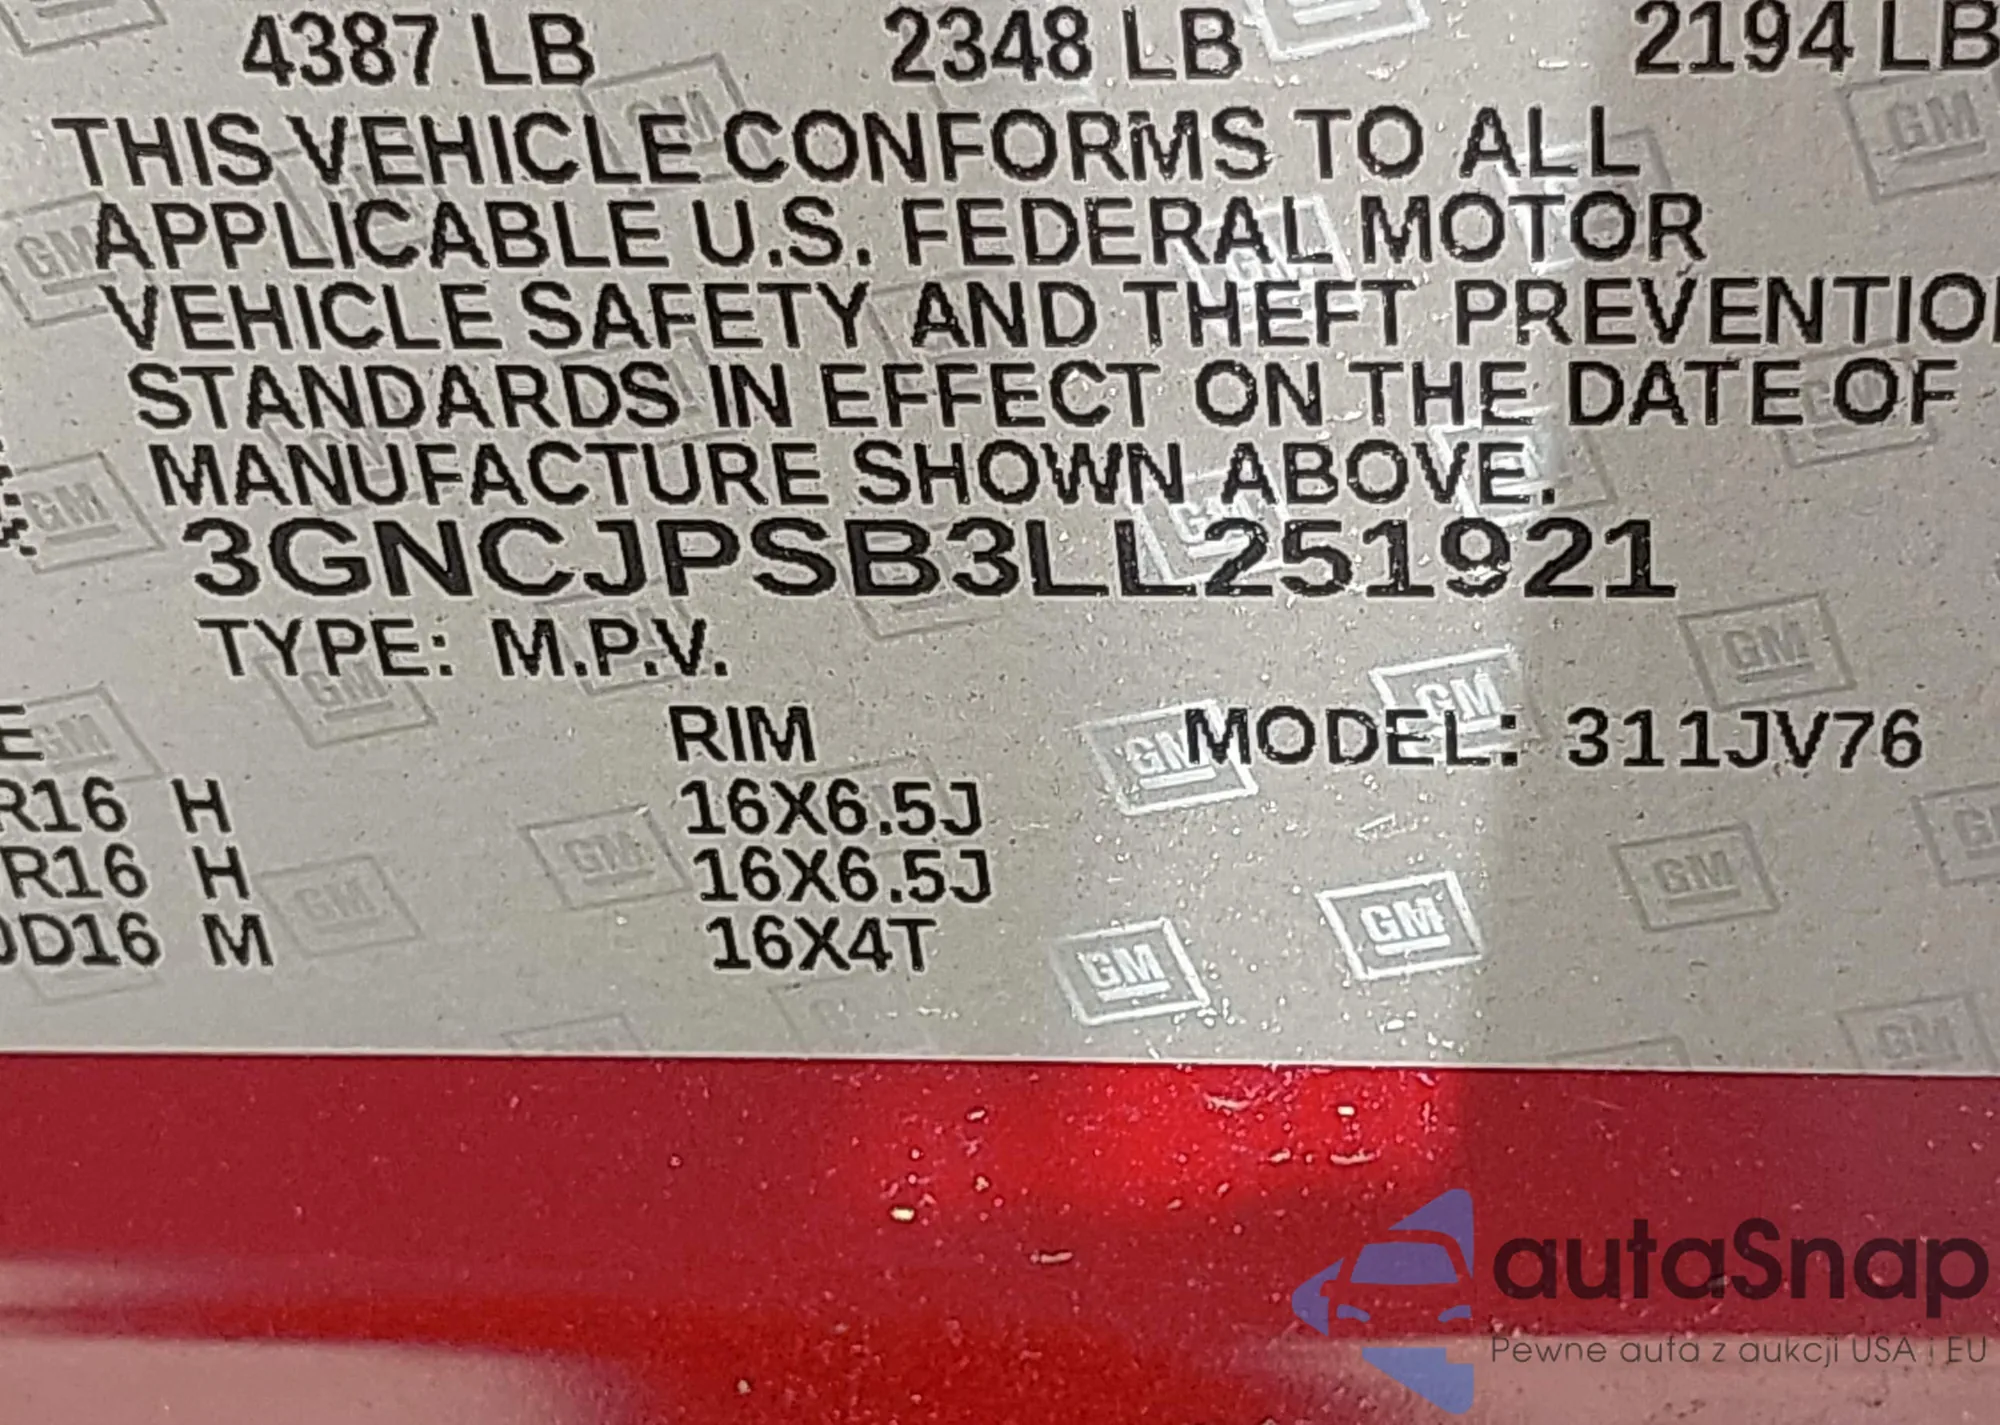 4387 LB 2348 LB 2194 LB
THIS VEHICLE CONFORMS TO ALL
APPLICABLE U.S. FEDERAL MOTOR
VEHICLE SAFETY AND THEFT PREVENTIO
STANDARDS IN EFFECT ON THE DATE OF
MANUFACTURE SHOWN ABOVE.
3GNCJPSB3LL251921
TYPE: M.P.V.
E RIM MODEL: 311JV76
R16 H 16X6.5J
R16 H 16X6.5J
0D16 M 16X4T
GM
autaSnap
Pewne auta z aukcji USA i EU